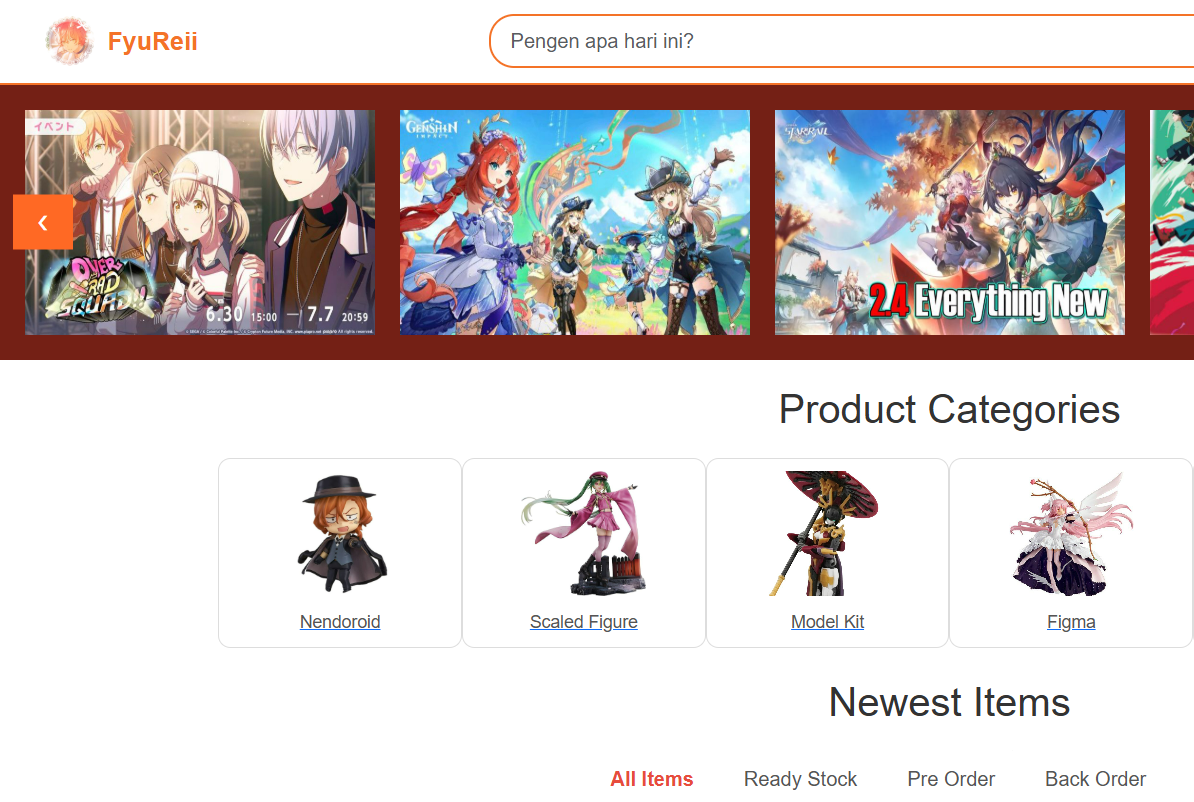 FyuReii
Pengen apa hari ini?
イベント
OVER RAD SQUAD!!
6.30 15:00 — 7.7 20:59
GENSHIN
IMPACT
STAR RAIL
2.4 Everything New
‹
Product Categories
Nendoroid
Scaled Figure
Model Kit
Figma
Newest Items
All Items
Ready Stock
Pre Order
Back Order